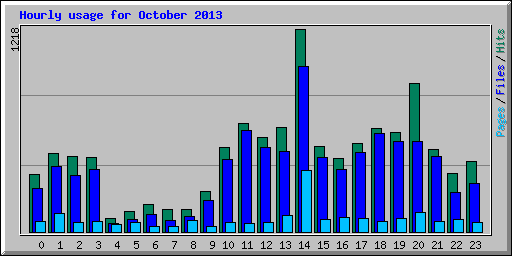 Hourly usage for October 2013
1218
Pages / Files / Hits
0 1 2 3 4 5 6 7 8 9 10 11 12 13 14 15 16 17 18 19 20 21 22 23